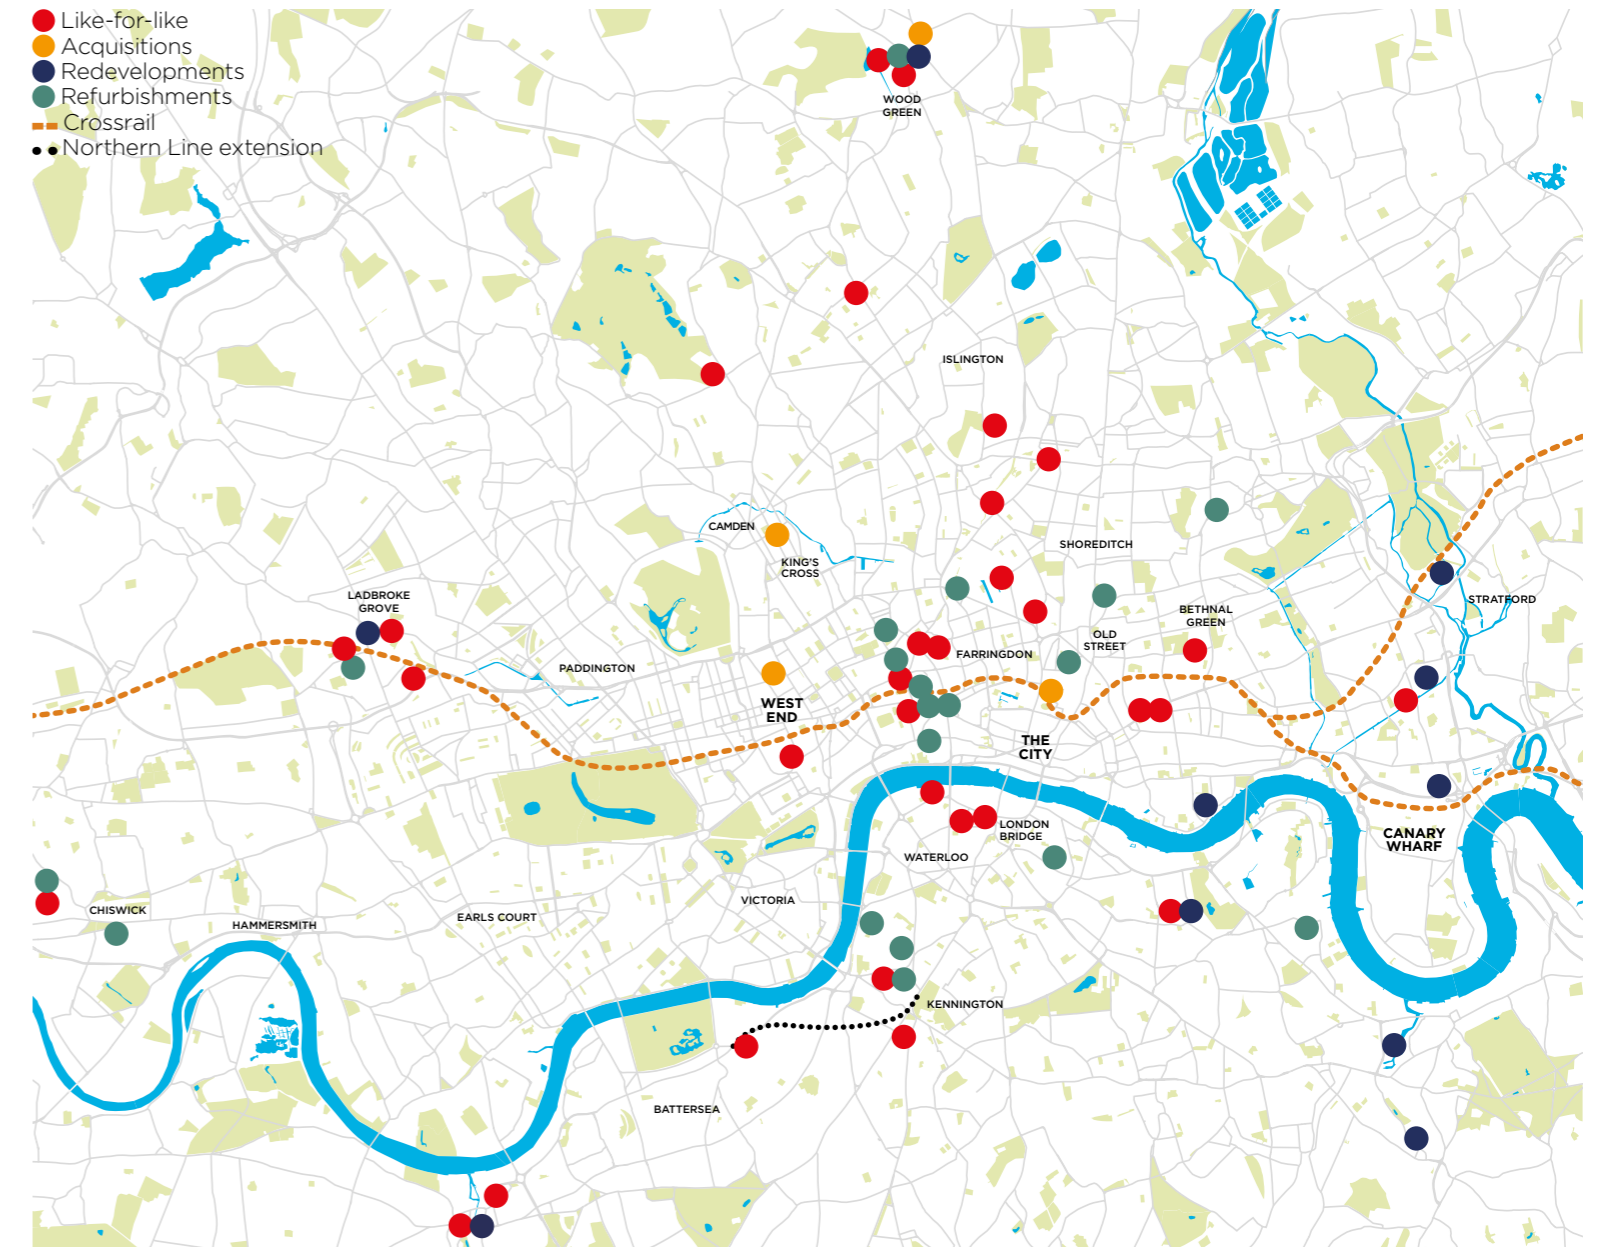 Like-for-like
Acquisitions
Redevelopments
Refurbishments
Crossrail
Northern Line extension
WOOD
GREEN
ISLINGTON
CAMDEN
KING'S
CROSS
SHOREDITCH
LADBROKE
GROVE
STRATFORD
BETHNAL
GREEN
OLD
STREET
FARRINGDON
PADDINGTON
WEST
END
THE
CITY
LONDON
BRIDGE
CANARY
WHARF
WATERLOO
VICTORIA
CHISWICK
EARLS COURT
HAMMERSMITH
KENNINGTON
BATTERSEA